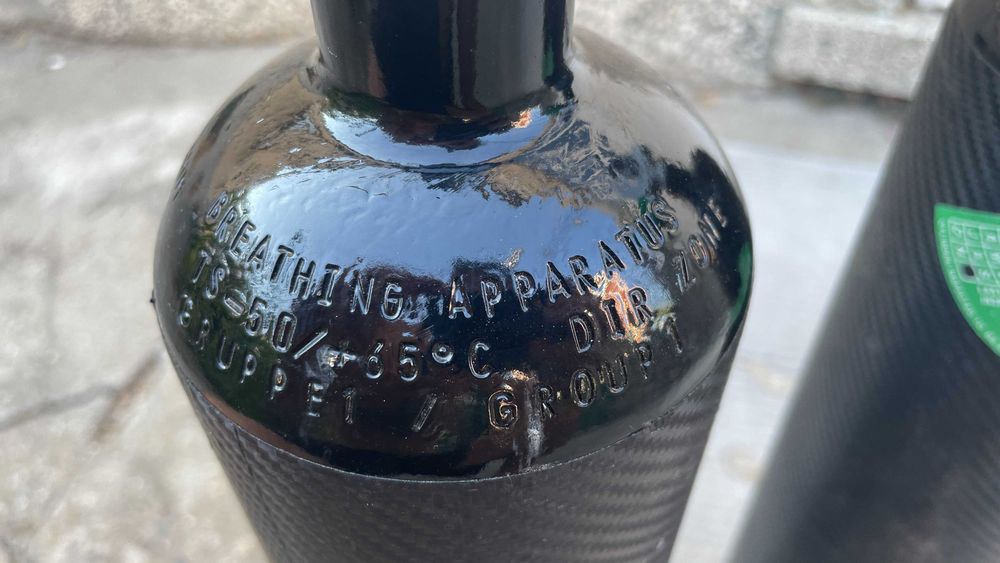 BREATHING APPARATUS
TS-50/+65°C DIR ZONE
GRUPPE1 / GROUP1